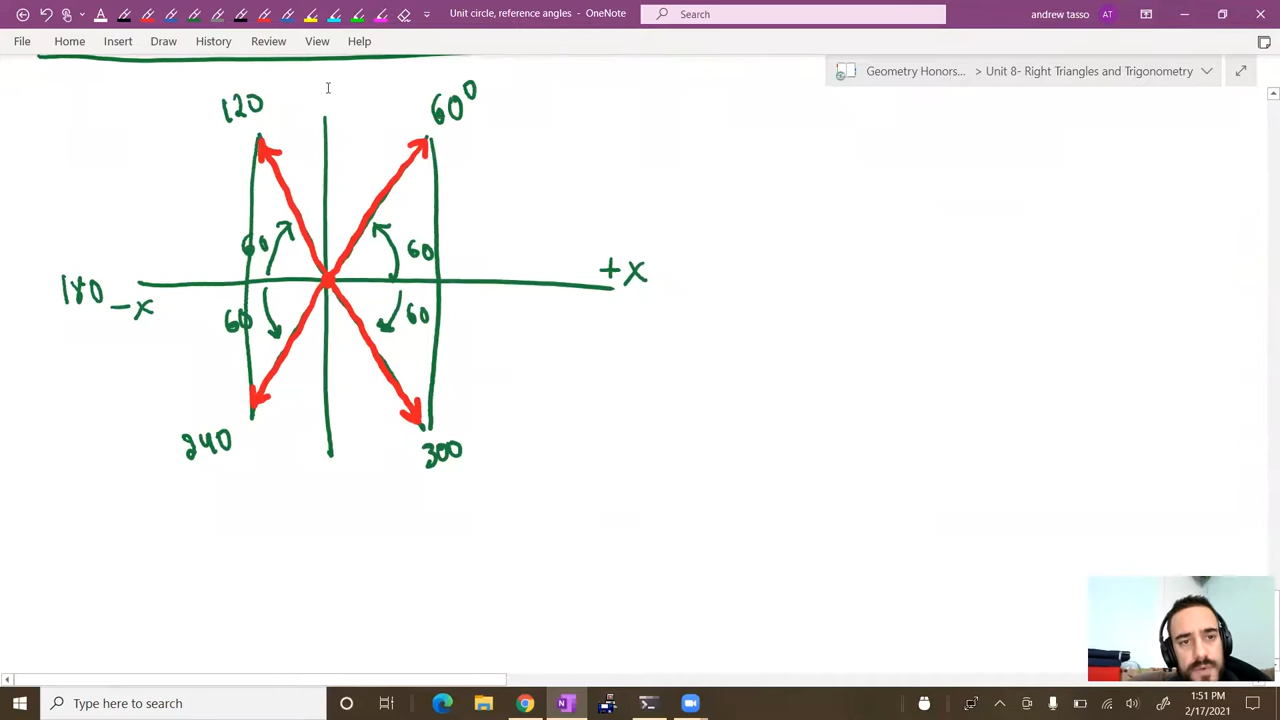 Unit circle, reference angles - OneNote
Search
andrew tasso
AT
File Home Insert Draw History Review View Help
Geometry Honors... > Unit 8- Right Triangles and Trigonometry
120
60°
60
60
+x
180
-x
60
60
240
300
Type here to search
1:51 PM
2/17/2021